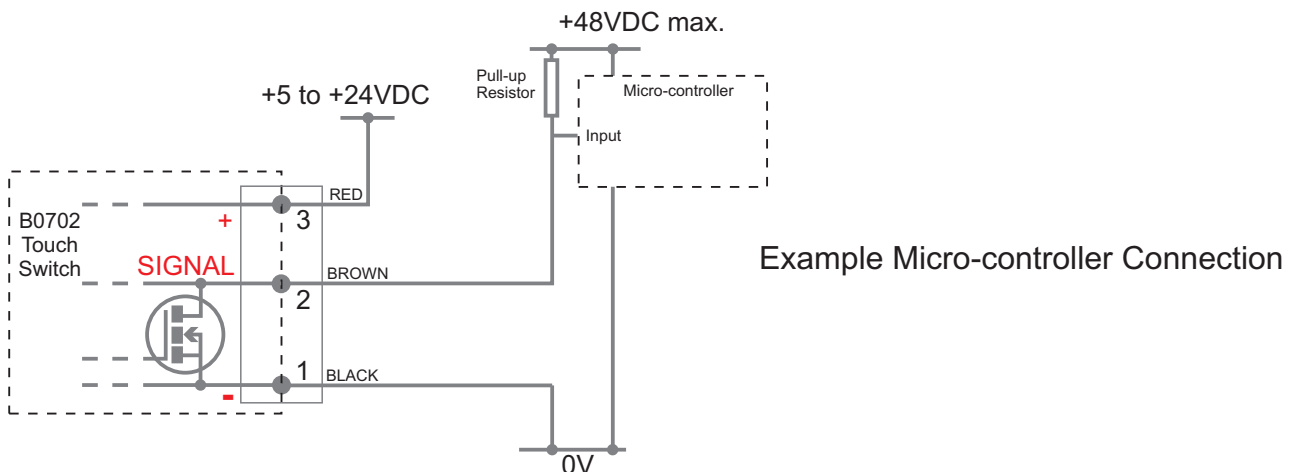 +48VDC max.
Pull-up
Resistor
Micro-controller
+5 to +24VDC
Input
RED
B0702
Touch
Switch
+
3
SIGNAL
BROWN
2
Example Micro-controller Connection
1
BLACK
-
0V